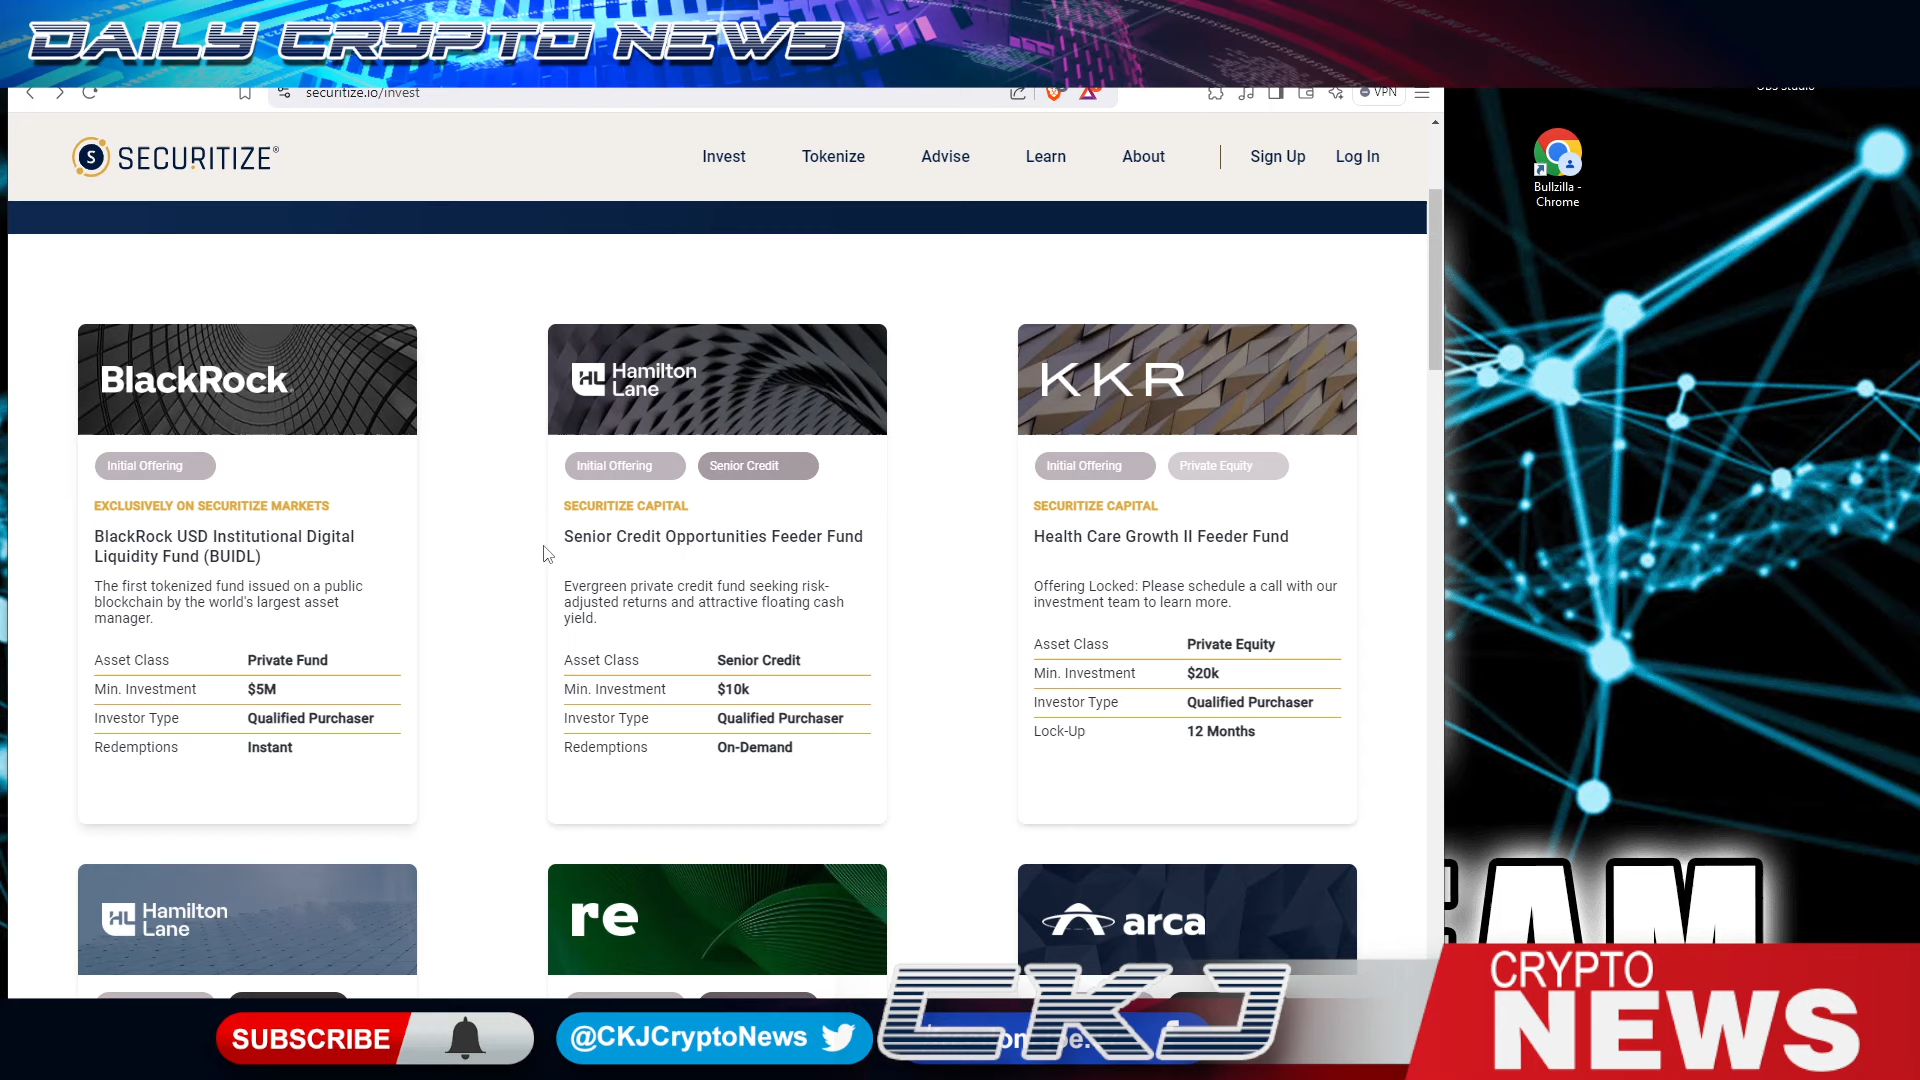 DAILY CRYPTO NEWS
securitize.io/invest
VPN
OBS Studio
SECURITIZE®
Invest
Tokenize
Advise
Learn
About
Sign Up
Log In
Bullzilla -
Chrome
BlackRock
Initial Offering
EXCLUSIVELY ON SECURITIZE MARKETS
BlackRock USD Institutional Digital
Liquidity Fund (BUIDL)
The first tokenized fund issued on a public
blockchain by the world's largest asset
manager.
Asset Class Private Fund
Min. Investment $5M
Investor Type Qualified Purchaser
Redemptions Instant
HL Hamilton
Lane
Initial Offering Senior Credit
SECURITIZE CAPITAL
Senior Credit Opportunities Feeder Fund
Evergreen private credit fund seeking risk-
adjusted returns and attractive floating cash
yield.
Asset Class Senior Credit
Min. Investment $10k
Investor Type Qualified Purchaser
Redemptions On-Demand
KKR
Initial Offering Private Equity
SECURITIZE CAPITAL
Health Care Growth II Feeder Fund
Offering Locked: Please schedule a call with our
investment team to learn more.
Asset Class Private Equity
Min. Investment $20k
Investor Type Qualified Purchaser
Lock-Up 12 Months
HL Hamilton
Lane
re
arca
SUBSCRIBE
@CKJCryptoNews
CKJ
CRYPTO
NEWS